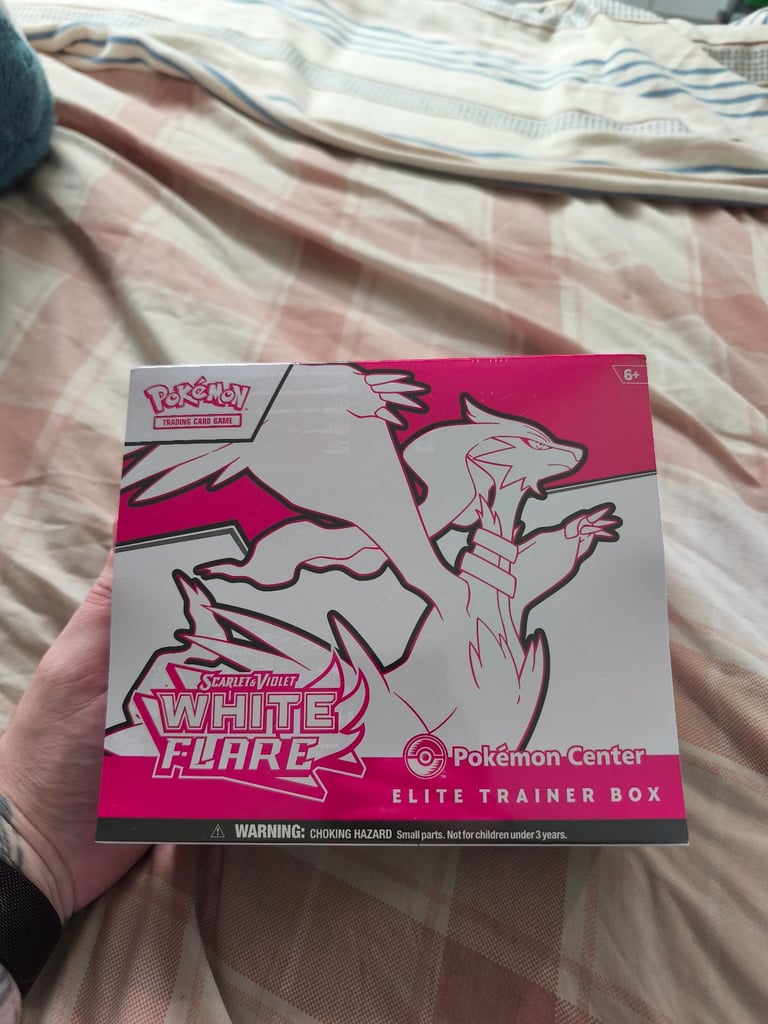 POKéMON
TRADING CARD GAME
6+
SCARLET & VIOLET
WHITE
FLARE
Pokémon Center
TM
ELITE TRAINER BOX
WARNING: CHOKING HAZARD Small parts. Not for children under 3 years.